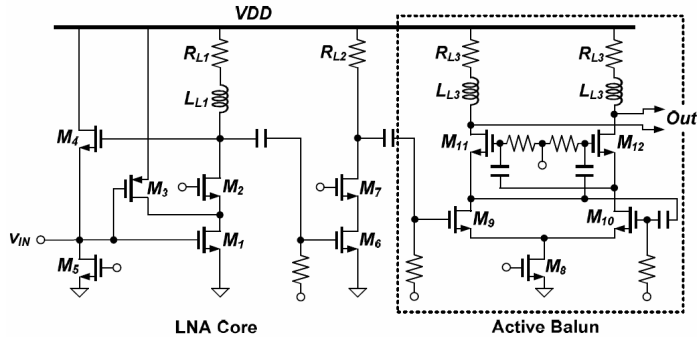 VDD
RL1
RL2
RL3
RL3
LL1
LL3
LL3
Out
M4
M11
M12
M3
M2
M7
VIN
M1
M6
M9
M10
M5
M8
LNA Core
Active Balun